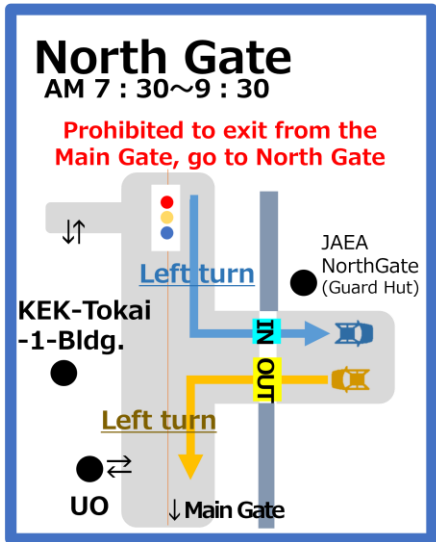 North Gate
AM 7：30～9：30
Prohibited to exit from the
Main Gate, go to North Gate
↓↑
Left turn
JAEA
NorthGate
(Guard Hut)
KEK-Tokai
-1-Bldg.
IN
OUT
Left turn
⇄
UO
↓Main Gate